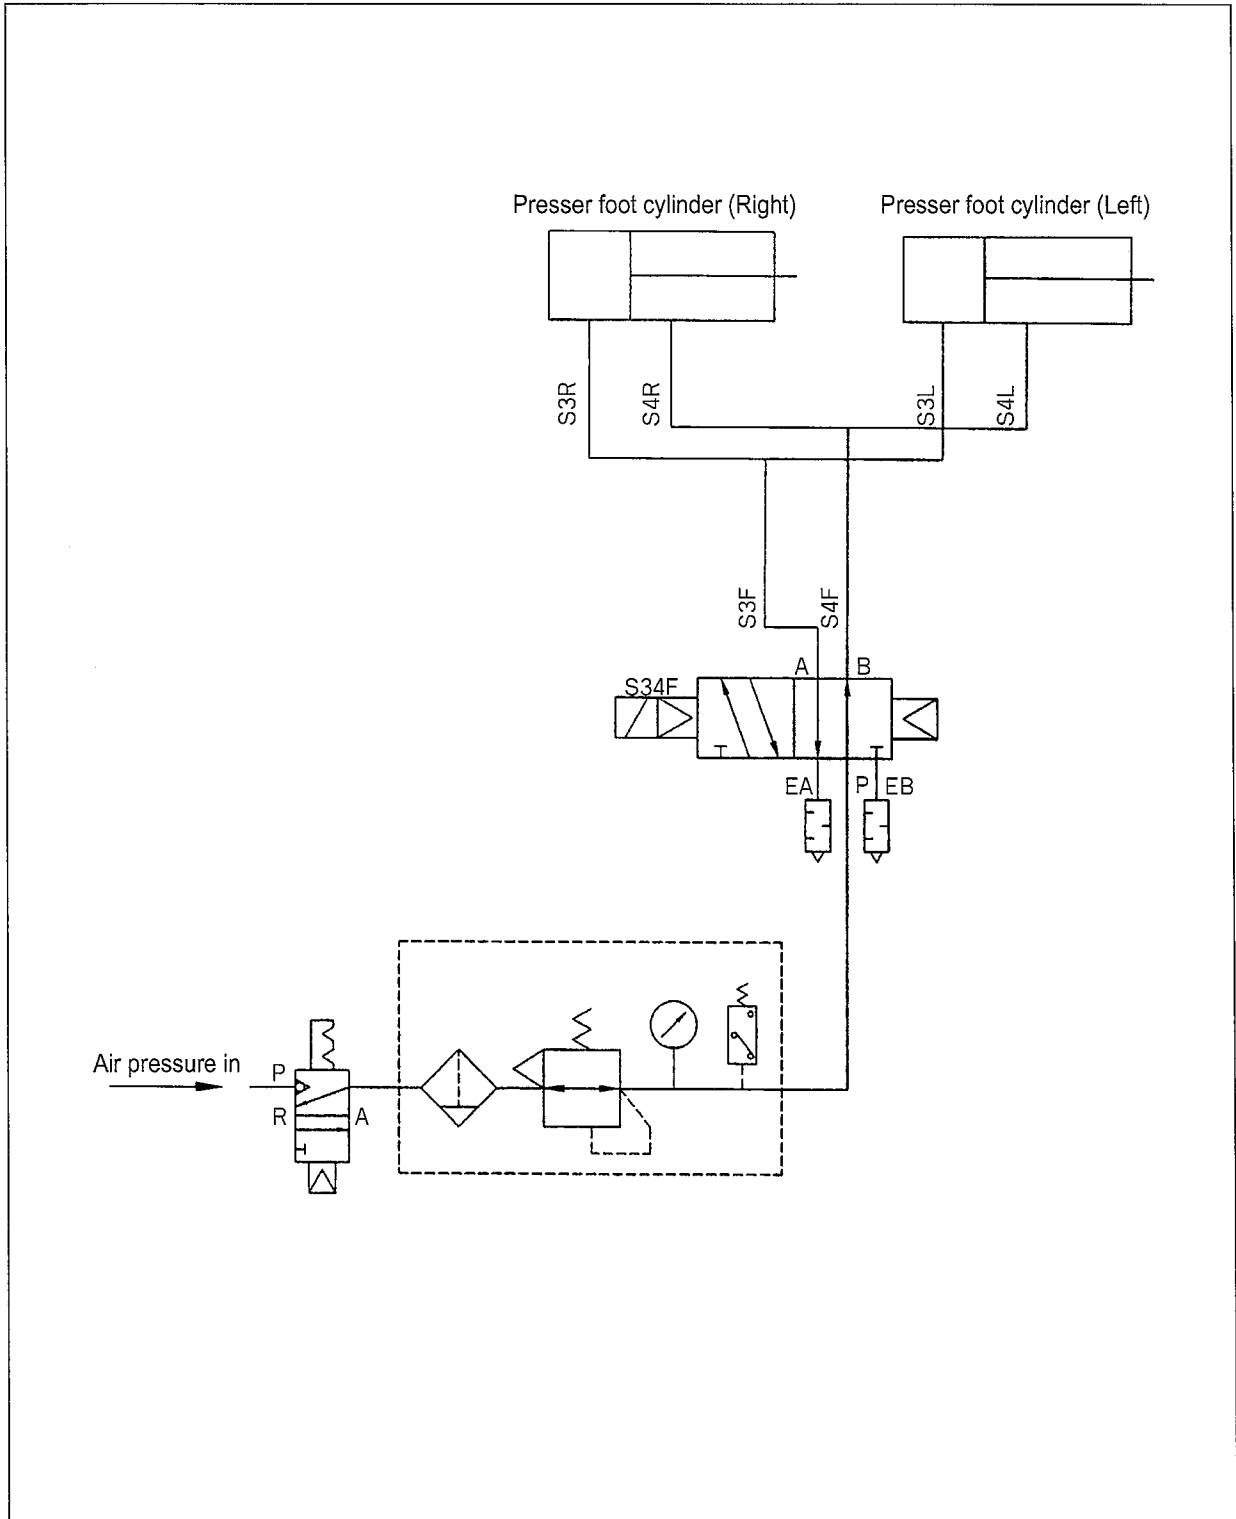 Presser foot cylinder (Right)
Presser foot cylinder (Left)
S3R
S4R
S3L
S4L
S3F
S4F
A
B
S34F
EA
P
EB
Air pressure in
P
R
A